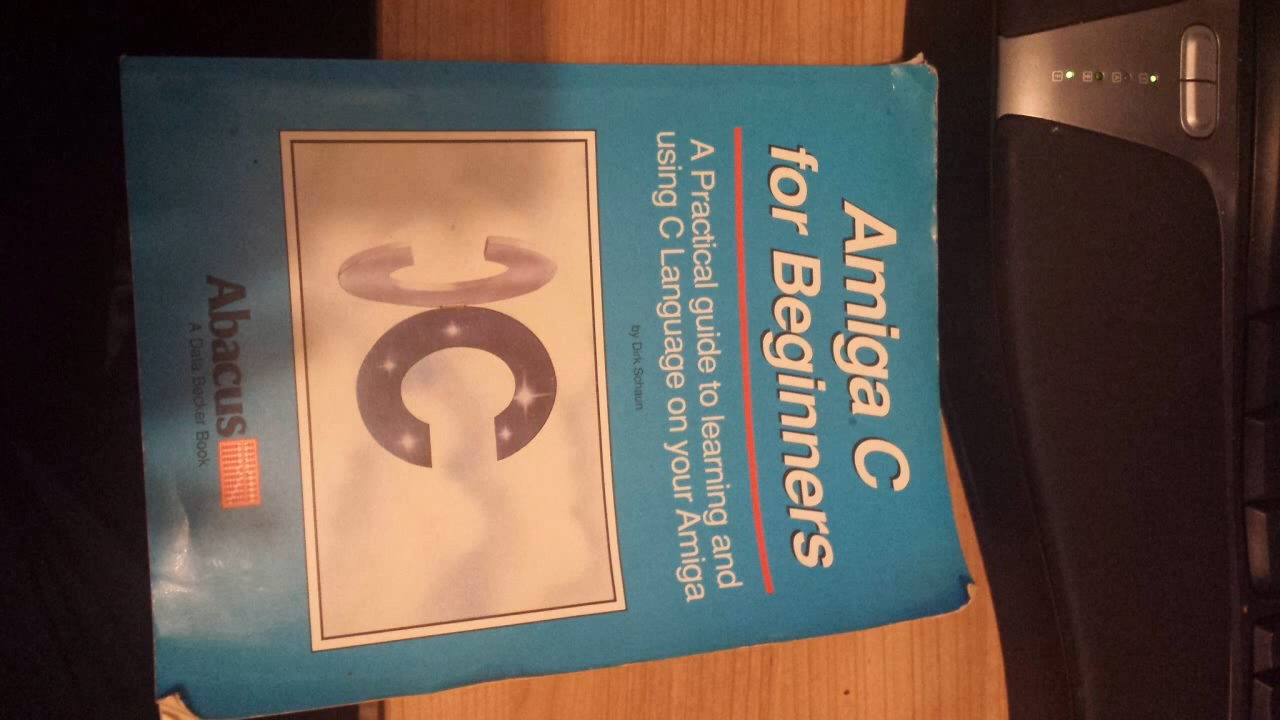 Amiga C
for Beginners
A Practical guide to learning and
using C Language on your Amiga
by Dirk Schaun
C
Abacus
A Data Becker Book